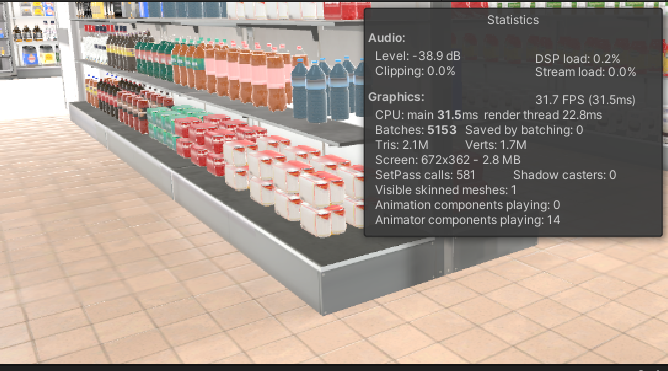 Statistics
Audio:
Level: -38.9 dB DSP load: 0.2%
Clipping: 0.0% Stream load: 0.0%
Graphics: 31.7 FPS (31.5ms)
CPU: main 31.5ms render thread 22.8ms
Batches: 5153 Saved by batching: 0
Tris: 2.1M Verts: 1.7M
Screen: 672x362 - 2.8 MB
SetPass calls: 581 Shadow casters: 0
Visible skinned meshes: 1
Animation components playing: 0
Animator components playing: 14